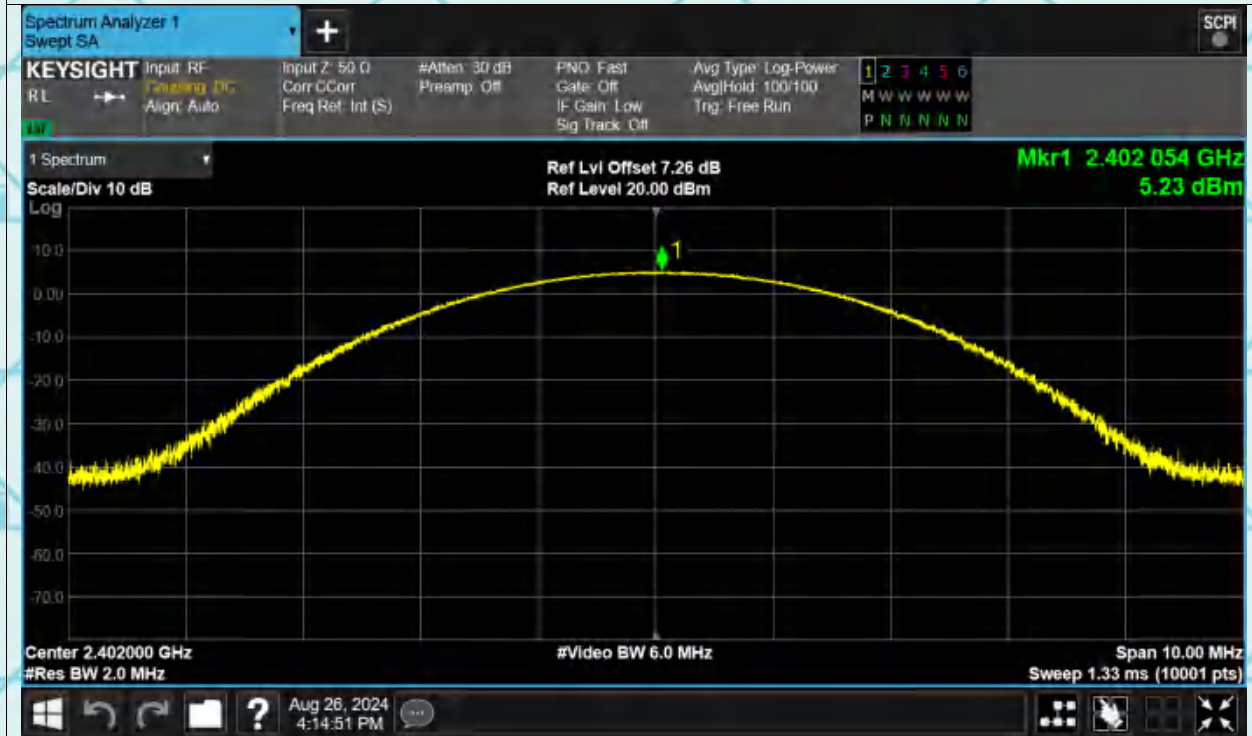 Spectrum Analyzer 1
Swept SA
+
SCPI
KEYSIGHT Input: RF Input Z: 50 Ω #Atten: 30 dB PNO: Fast Avg Type: Log-Power 1 2 3 4 5 6
RL Coupling: DC Corr CCorr Preamp: Off Gate: Off Avg|Hold: 100/100 M W W W W W
Align: Auto Freq Ref: Int (S) IF Gain: Low Trig: Free Run P N N N N N
Sig Track: Off
1 Spectrum
Ref Lvl Offset 7.26 dB
Mkr1 2.402 054 GHz
Scale/Div 10 dB Ref Level 20.00 dBm 5.23 dBm
Log
1
10.0
0.00
-10.0
-20.0
-30.0
-40.0
-50.0
-60.0
-70.0
Center 2.402000 GHz #Video BW 6.0 MHz Span 10.00 MHz
#Res BW 2.0 MHz Sweep 1.33 ms (10001 pts)
? Aug 26, 2024
4:14:51 PM